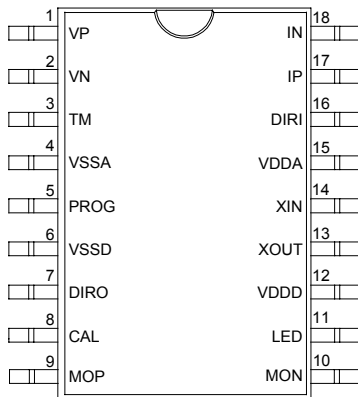 1 VP IN 18
2 VN IP 17
3 TM DIRI 16
4 VSSA VDDA 15
5 PROG XIN 14
6 VSSD XOUT 13
7 DIRO VDDD 12
8 CAL LED 11
9 MOP MON 10